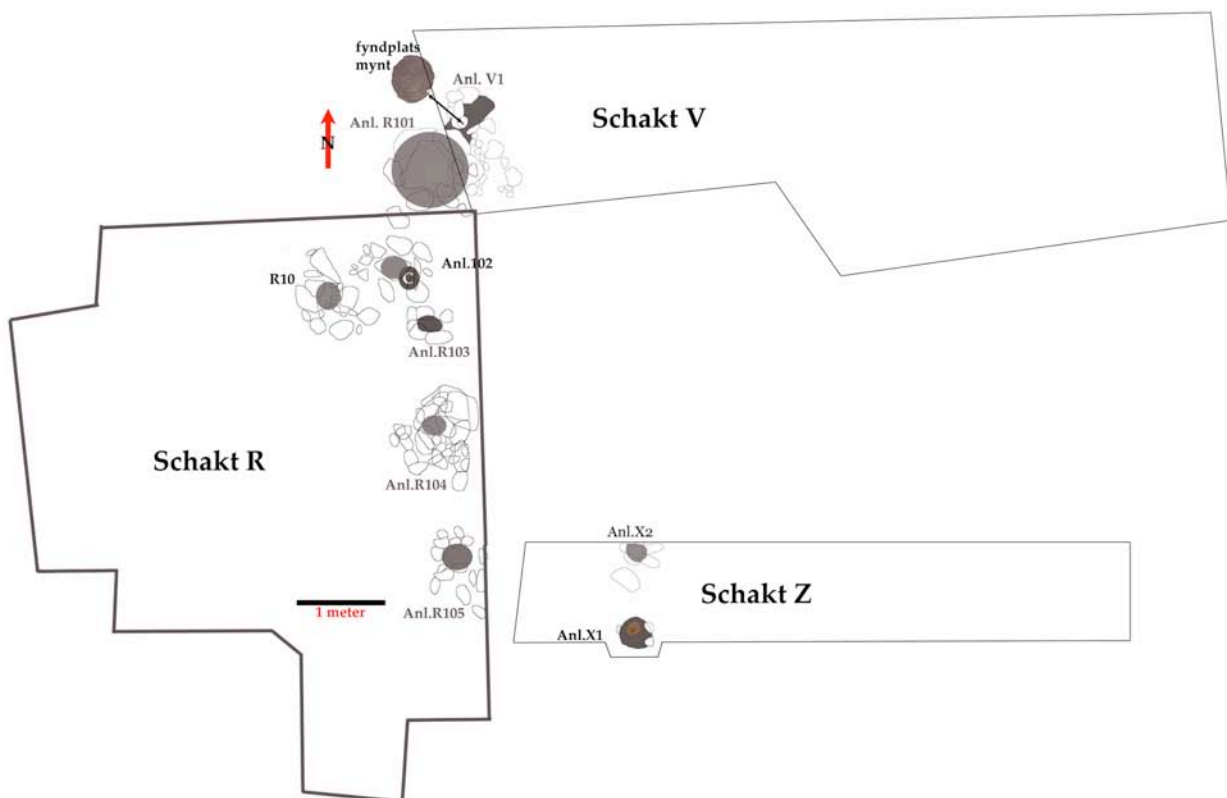 fyndplats
mynt
Anl. V1
Schakt V
Anl. R101
N
R10
C
Anl.102
Anl.R103
Schakt R
Anl.R104
Anl.X2
Schakt Z
1 meter
Anl.R105
Anl.X1